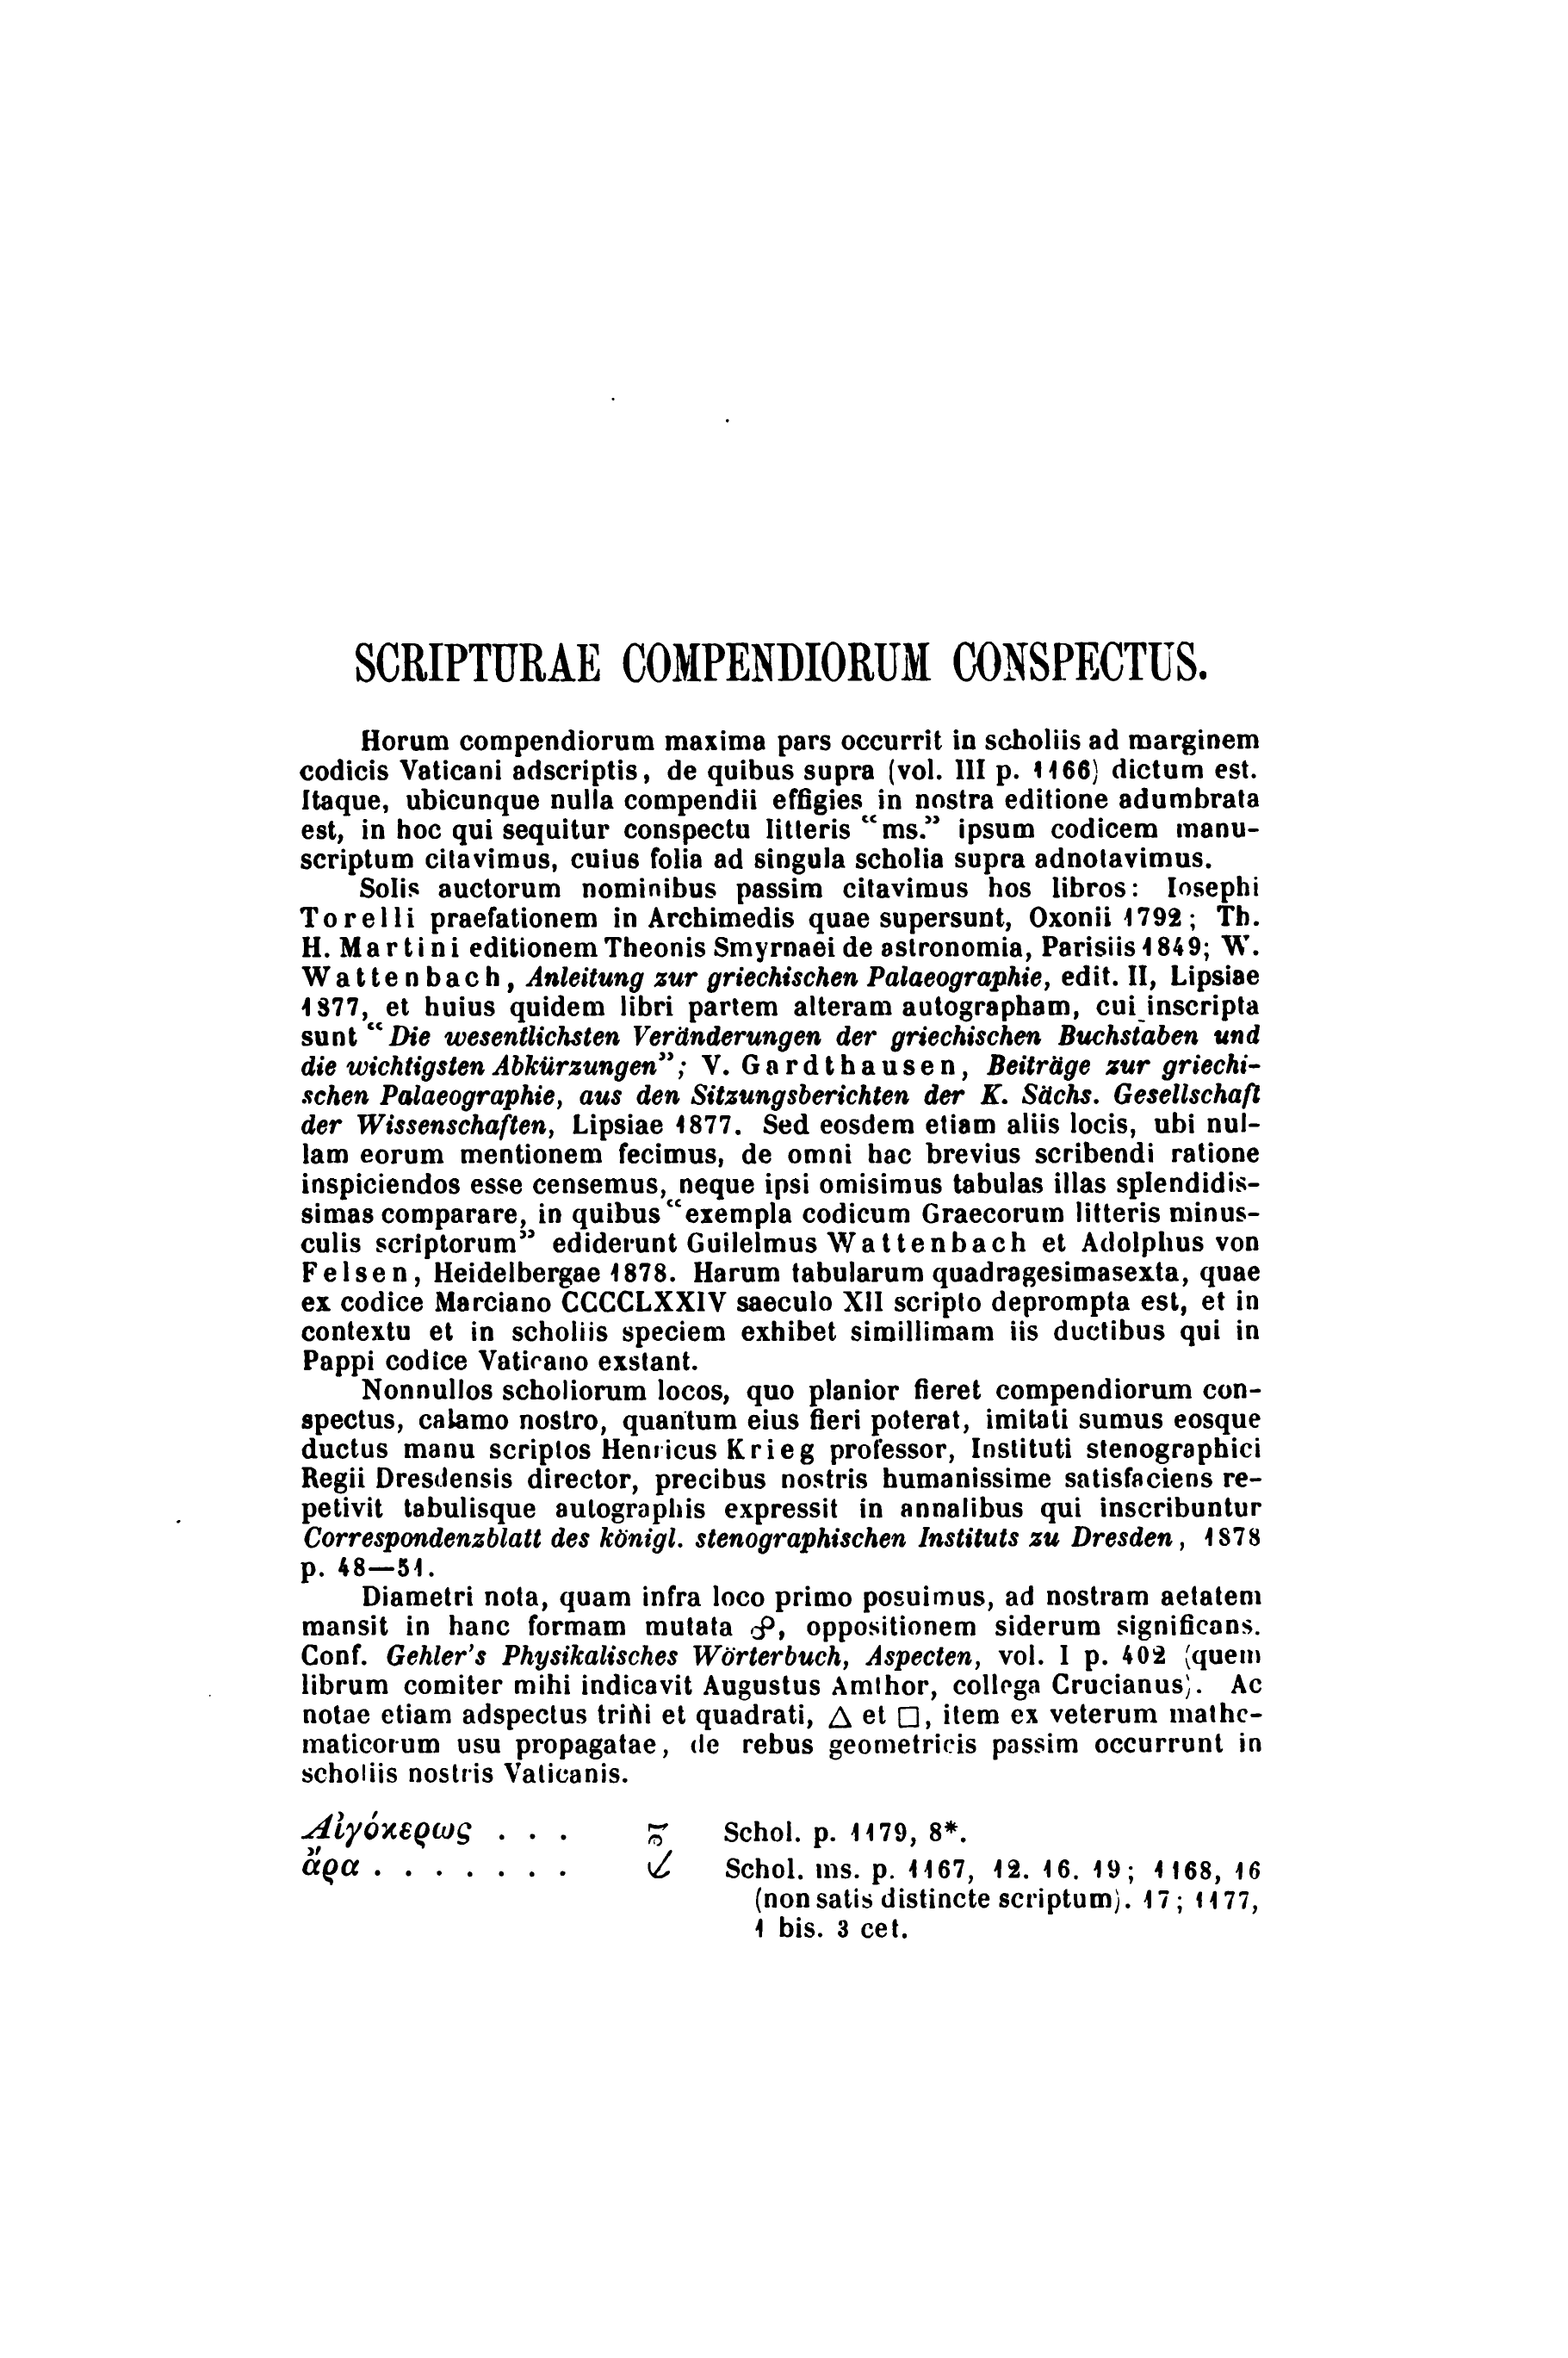 SCRIPTURAE COMPENDIORUM CONSPECTUS.
Horum compendiorum maxima pars occurrit in scholiis ad marginem
codicis Vaticani adscriptis, de quibus supra (vol. III p. 1166) dictum est.
Itaque, ubicunque nulla compendii effigies in nostra editione adumbrata
est, in hoc qui sequitur conspectu litteris “ms.” ipsum codicem manu-
scriptum citavimus, cuius folia ad singula scholia supra adnotavimus.
Solis auctorum nominibus passim citavimus hos libros: Iosephi
Torelli praefationem in Archimedis quae supersunt, Oxonii 1792; Th.
H. Martini editionem Theonis Smyrnaei de astronomia, Parisiis 1849; W.
Wattenbach, Anleitung zur griechischen Palaeographie, edit. II, Lipsiae
1877, et huius quidem libri partem alteram autographam, cui inscripta
sunt “Die wesentlichsten Veränderungen der griechischen Buchstaben und
die wichtigsten Abkürzungen”; V. Gardthausen, Beiträge zur griechi-
schen Palaeographie, aus den Sitzungsberichten der K. Sächs. Gesellschaft
der Wissenschaften, Lipsiae 1877. Sed eosdem etiam aliis locis, ubi nul-
lam eorum mentionem fecimus, de omni hac brevius scribendi ratione
inspiciendos esse censemus, neque ipsi omisimus tabulas illas splendidis-
simas comparare, in quibus “exempla codicum Graecorum litteris minus-
culis scriptorum” ediderunt Guilelmus Wattenbach et Adolphus von
Felsen, Heidelbergae 1878. Harum tabularum quadragesimasexta, quae
ex codice Marciano CCCCLXXIV saeculo XII scripto deprompta est, et in
contextu et in scholiis speciem exhibet simillimam iis ductibus qui in
Pappi codice Vaticano exstant.
Nonnullos scholiorum locos, quo planior fieret compendiorum con-
spectus, calamo nostro, quantum eius fieri poterat, imitati sumus eosque
ductus manu scriptos Henricus Krieg professor, Instituti stenographici
Regii Dresdensis director, precibus nostris humanissime satisfaciens re-
petivit tabulisque autographis expressit in annalibus qui inscribuntur
Correspondenzblatt des königl. stenographischen Instituts zu Dresden, 1878
p. 48—51.
Diametri nota, quam infra loco primo posuimus, ad nostram aetatem
mansit in hanc formam mutata ☍, oppositionem siderum significans.
Conf. Gehler's Physikalisches Wörterbuch, Aspecten, vol. I p. 402 (quem
librum comiter mihi indicavit Augustus Amthor, collega Crucianus). Ac
notae etiam adspectus trini et quadrati, △ et □, item ex veterum mathe-
maticorum usu propagatae, de rebus geometricis passim occurrunt in
scholiis nostris Vaticanis.
Αἰγόκερως . . . Schol. p. 1179, 8*.
ἄρα . . . . . . . Schol. ms. p. 1167, 12. 16. 19; 1168, 16
(non satis distincte scriptum). 17; 1177,
1 bis. 3 cet.